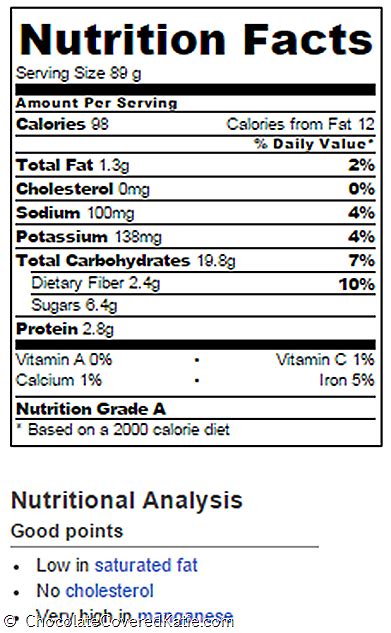 Nutrition Facts
Serving Size 89 g
Amount Per Serving
Calories 98 Calories from Fat 12
% Daily Value*
Total Fat 1.3g 2%
Cholesterol 0mg 0%
Sodium 100mg 4%
Potassium 138mg 4%
Total Carbohydrates 19.8g 7%
Dietary Fiber 2.4g 10%
Sugars 6.4g
Protein 2.8g
Vitamin A 0% • Vitamin C 1%
Calcium 1% • Iron 5%
Nutrition Grade A
* Based on a 2000 calorie diet
Nutritional Analysis
Good points
• Low in saturated fat
• No cholesterol
• Very high in manganese
© ChocolateCoveredKatie.com